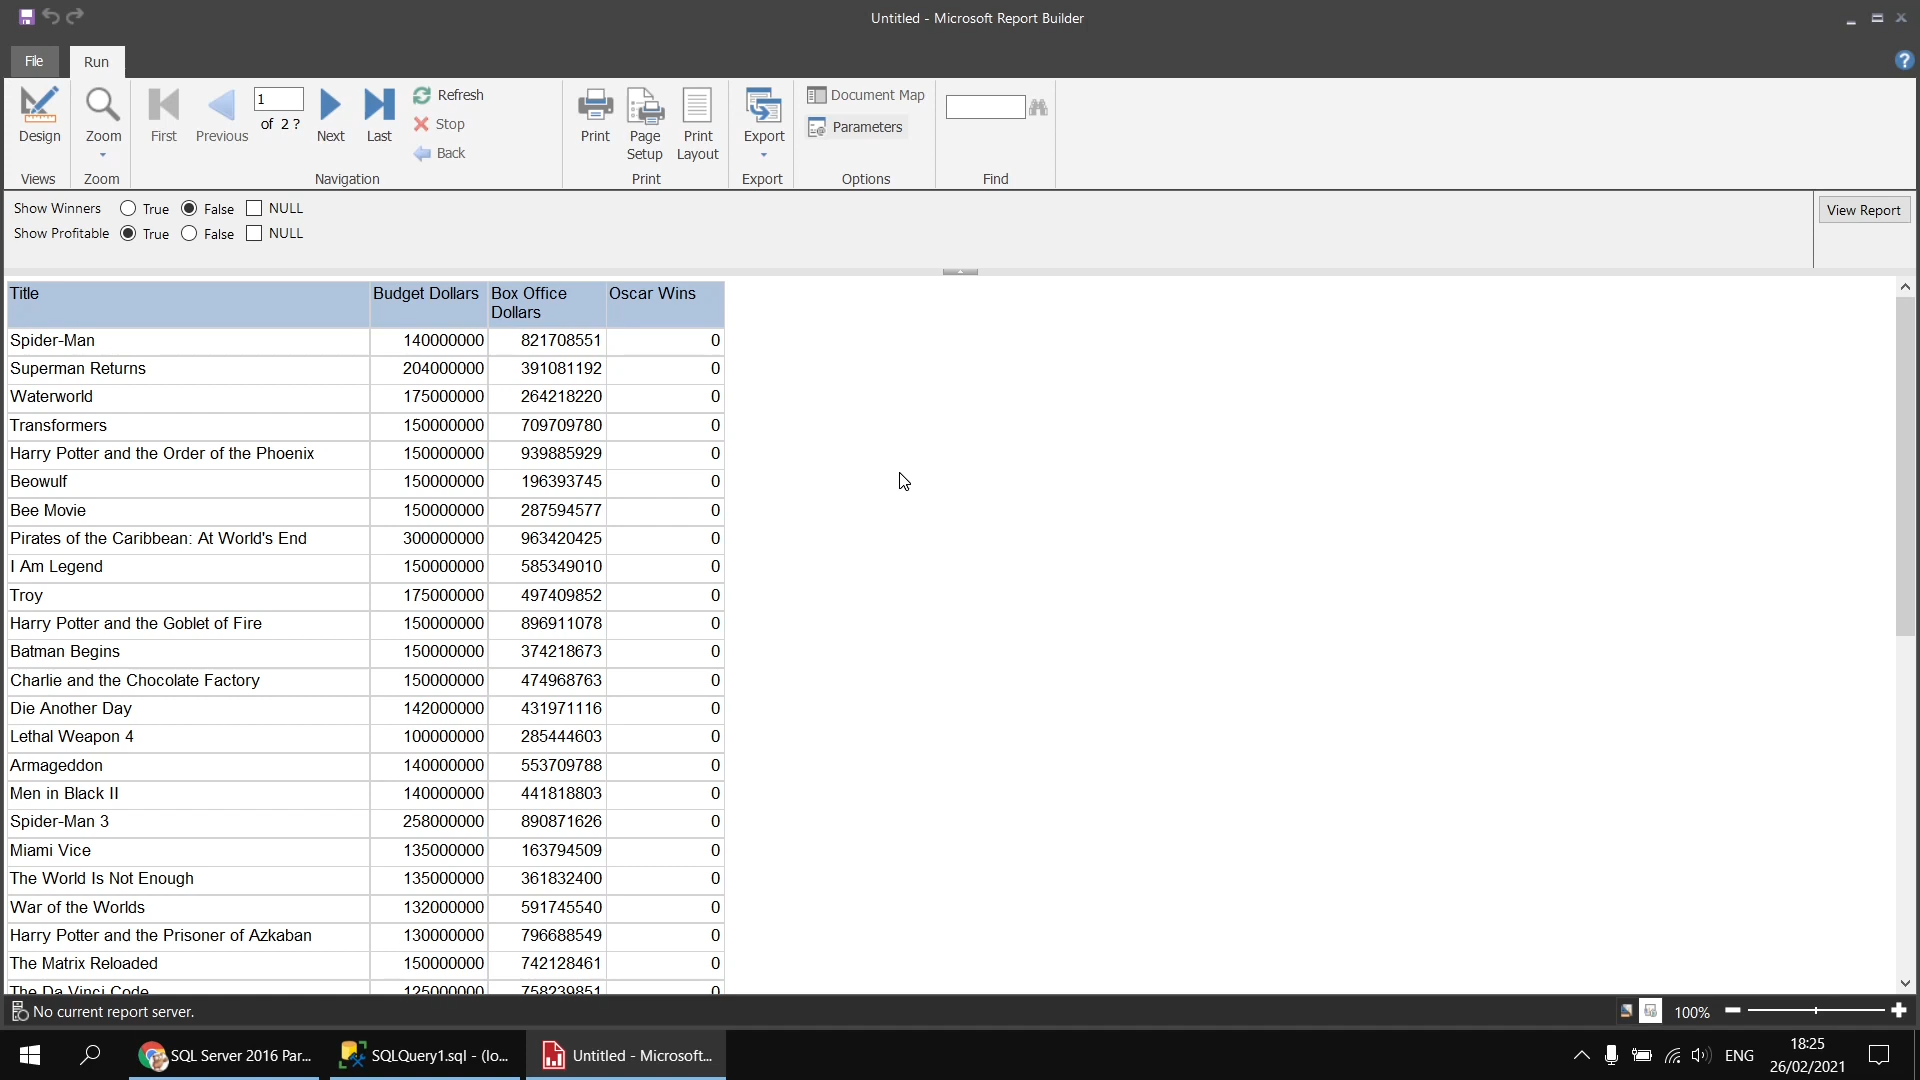 Untitled - Microsoft Report Builder
File Run
Design Zoom First Previous 1 of 2 ? Next Last Refresh Stop Back Print Page Setup Print Layout Export Document Map Parameters
Views Zoom Navigation Print Export Options Find
Show Winners True False NULL
View Report
Show Profitable True False NULL
Title Budget Dollars Box Office Dollars Oscar Wins
Spider-Man 140000000 821708551 0
Superman Returns 204000000 391081192 0
Waterworld 175000000 264218220 0
Transformers 150000000 709709780 0
Harry Potter and the Order of the Phoenix 150000000 939885929 0
Beowulf 150000000 196393745 0
Bee Movie 150000000 287594577 0
Pirates of the Caribbean: At World's End 300000000 963420425 0
I Am Legend 150000000 585349010 0
Troy 175000000 497409852 0
Harry Potter and the Goblet of Fire 150000000 896911078 0
Batman Begins 150000000 374218673 0
Charlie and the Chocolate Factory 150000000 474968763 0
Die Another Day 142000000 431971116 0
Lethal Weapon 4 100000000 285444603 0
Armageddon 140000000 553709788 0
Men in Black II 140000000 441818803 0
Spider-Man 3 258000000 890871626 0
Miami Vice 135000000 163794509 0
The World Is Not Enough 135000000 361832400 0
War of the Worlds 132000000 591745540 0
Harry Potter and the Prisoner of Azkaban 130000000 796688549 0
The Matrix Reloaded 150000000 742128461 0
The Da Vinci Code 125000000 758239851 0
No current report server. 100%
SQL Server 2016 Par... SQLQuery1.sql - (lo... Untitled - Microsoft... ENG 18:25
26/02/2021